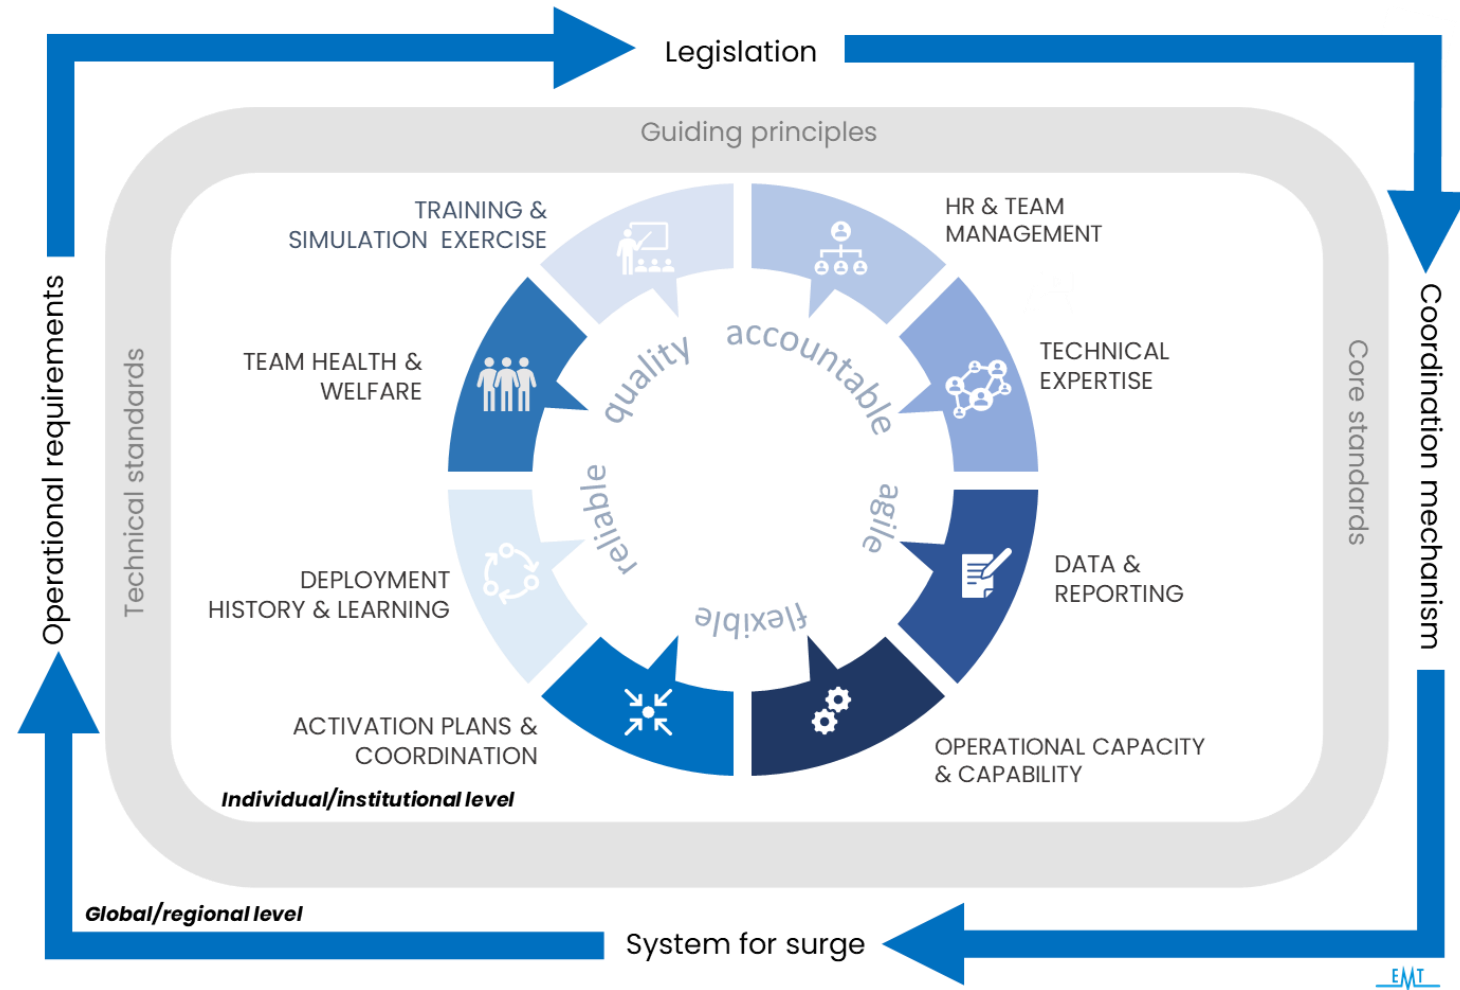 Legislation
Guiding principles
TRAINING &
SIMULATION EXERCISE
HR & TEAM
MANAGEMENT
TEAM HEALTH &
WELFARE
TECHNICAL
EXPERTISE
quality
accountable
reliable
agile
flexible
Operational requirements
Technical standards
Core standards
Coordination mechanism
DEPLOYMENT
HISTORY & LEARNING
DATA &
REPORTING
ACTIVATION PLANS &
COORDINATION
OPERATIONAL CAPACITY
& CAPABILITY
Individual/institutional level
Global/regional level
System for surge
EMT